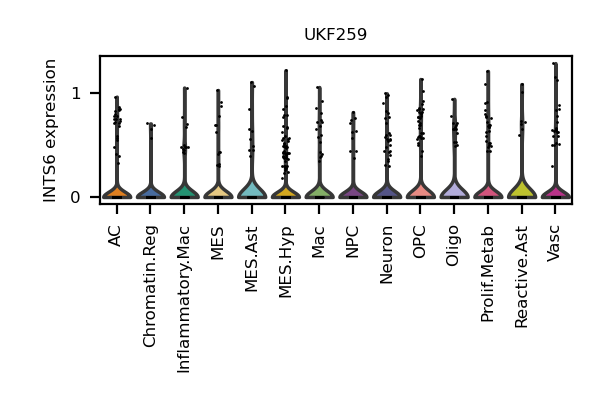 UKF259
INTS6 expression
1
0
AC
Chromatin.Reg
Inflammatory.Mac
MES
MES.Ast
MES.Hyp
Mac
NPC
Neuron
OPC
Oligo
Prolif.Metab
Reactive.Ast
Vasc